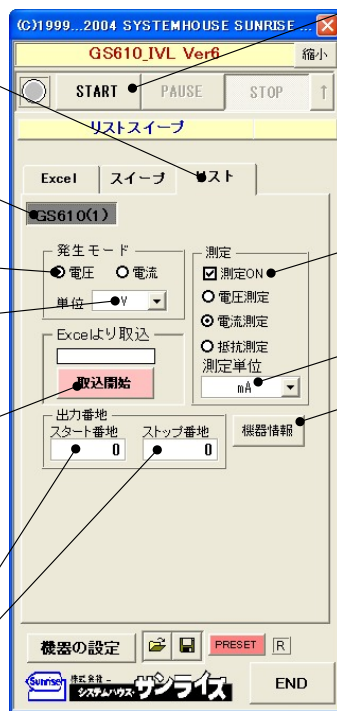 (C)1999...2004 SYSTEMHOUSE SUNRISE ...
GS610_IVL Ver6 縮小
START PAUSE STOP ↑
リストスイープ
Excel スイープ リスト
GS610(1)
発生モード
電圧 電流
単位 V
測定
測定ON
電圧測定
電流測定
抵抗測定
測定単位
mA
Excelより取込
取込開始
出力番地
スタート番地 ストップ番地
0 0
機器情報
機器の設定 PRESET R
Sunrise 株式会社 システムハウス・サンライズ END